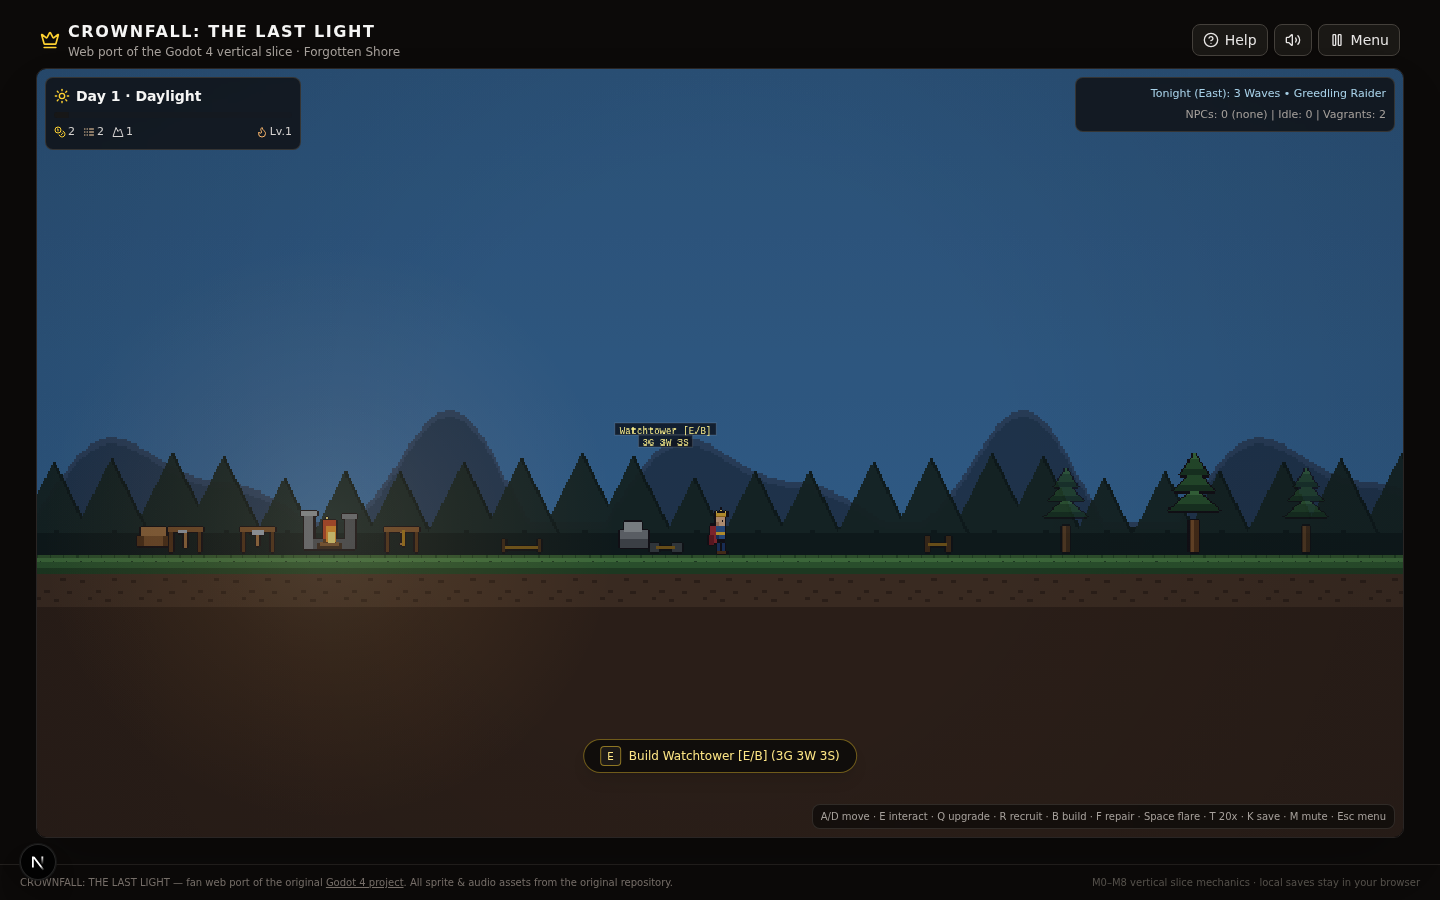 CROWNFALL: THE LAST LIGHT
Web port of the Godot 4 vertical slice · Forgotten Shore
Help
Menu
Day 1 · Daylight
2 2 1 Lv.1
Tonight (East): 3 Waves • Greedling Raider
NPCs: 0 (none) | Idle: 0 | Vagrants: 2
Watchtower [E/B]
3G 3W 3S
E Build Watchtower [E/B] (3G 3W 3S)
A/D move · E interact · Q upgrade · R recruit · B build · F repair · Space flare · T 20x · K save · M mute · Esc menu
N
CROWNFALL: THE LAST LIGHT — fan web port of the original Godot 4 project. All sprite & audio assets from the original repository.
M0–M8 vertical slice mechanics · local saves stay in your browser